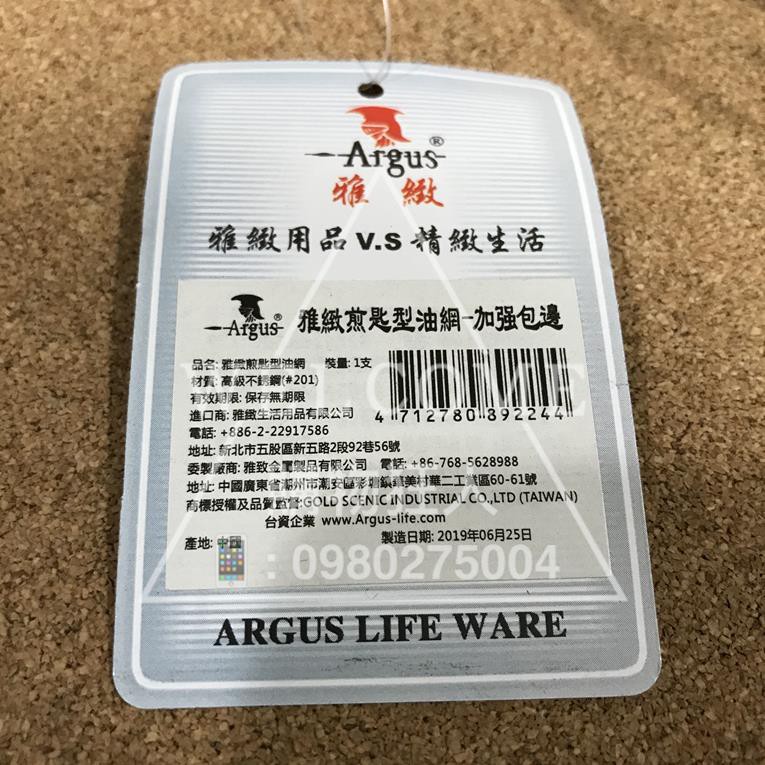 Argus®
雅緻
雅緻用品 V.S 精緻生活
Argus® 雅緻煎匙型油網-加强包邊
品名: 雅緻煎匙型油網 裝量: 1支
材質: 高級不銹鋼(#201)
有效期限: 保存無期限
進口商: 雅緻生活用品有限公司
4 712780 892244
電話: +886-2-22917586
地址: 新北市五股區新五路2段92巷56號
委製廠商: 雅致金属製品有限公司 電話: +86-768-5628988
地址: 中國廣東省潮州市潮安區彩塘鎮華美村華二工業區60-61號
商標授權及品質監督:GOLD SCENIC INDUSTRIAL CO.,LTD (TAIWAN)
台資企業 www.Argus-life.com
產地: 中國 製造日期: 2019年06月25日
: 0980275004
WELCOME
ARGUS LIFE WARE